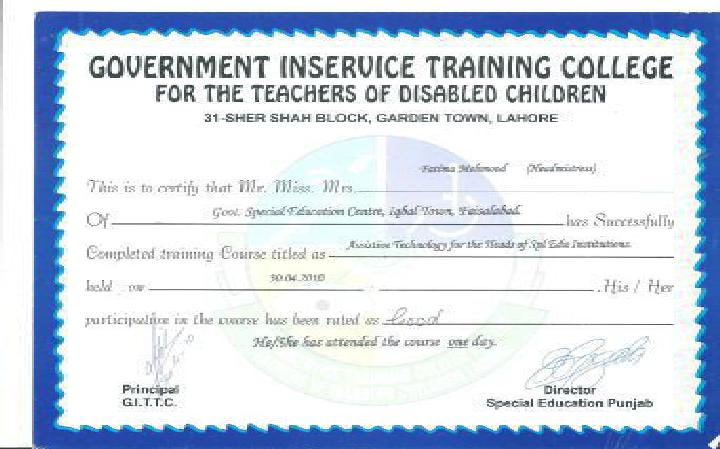 GOVERNMENT INSERVICE TRAINING COLLEGE
FOR THE TEACHERS OF DISABLED CHILDREN
31-SHER SHAH BLOCK, GARDEN TOWN, LAHORE
Fatima Mehmood (Headmistress)
This is to certify that Mr. Miss. Mrs.
Of Govt. Special Education Centre, Iqbal Town, Faisalabad. has Successfully
Completed training Course titled as Assistive Technology for the Heads of Spl Edu Institutions.
held on 30.04.2010 . His / Her
participation in the course has been rated as Good
He/She has attended the course one day.
Principal
G.I.T.T.C.
Director
Special Education Punjab